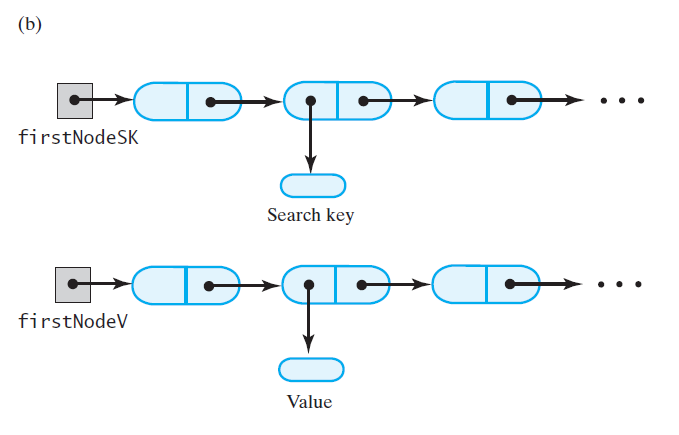 (b)
firstNodeSK
Search key
firstNodeV
Value